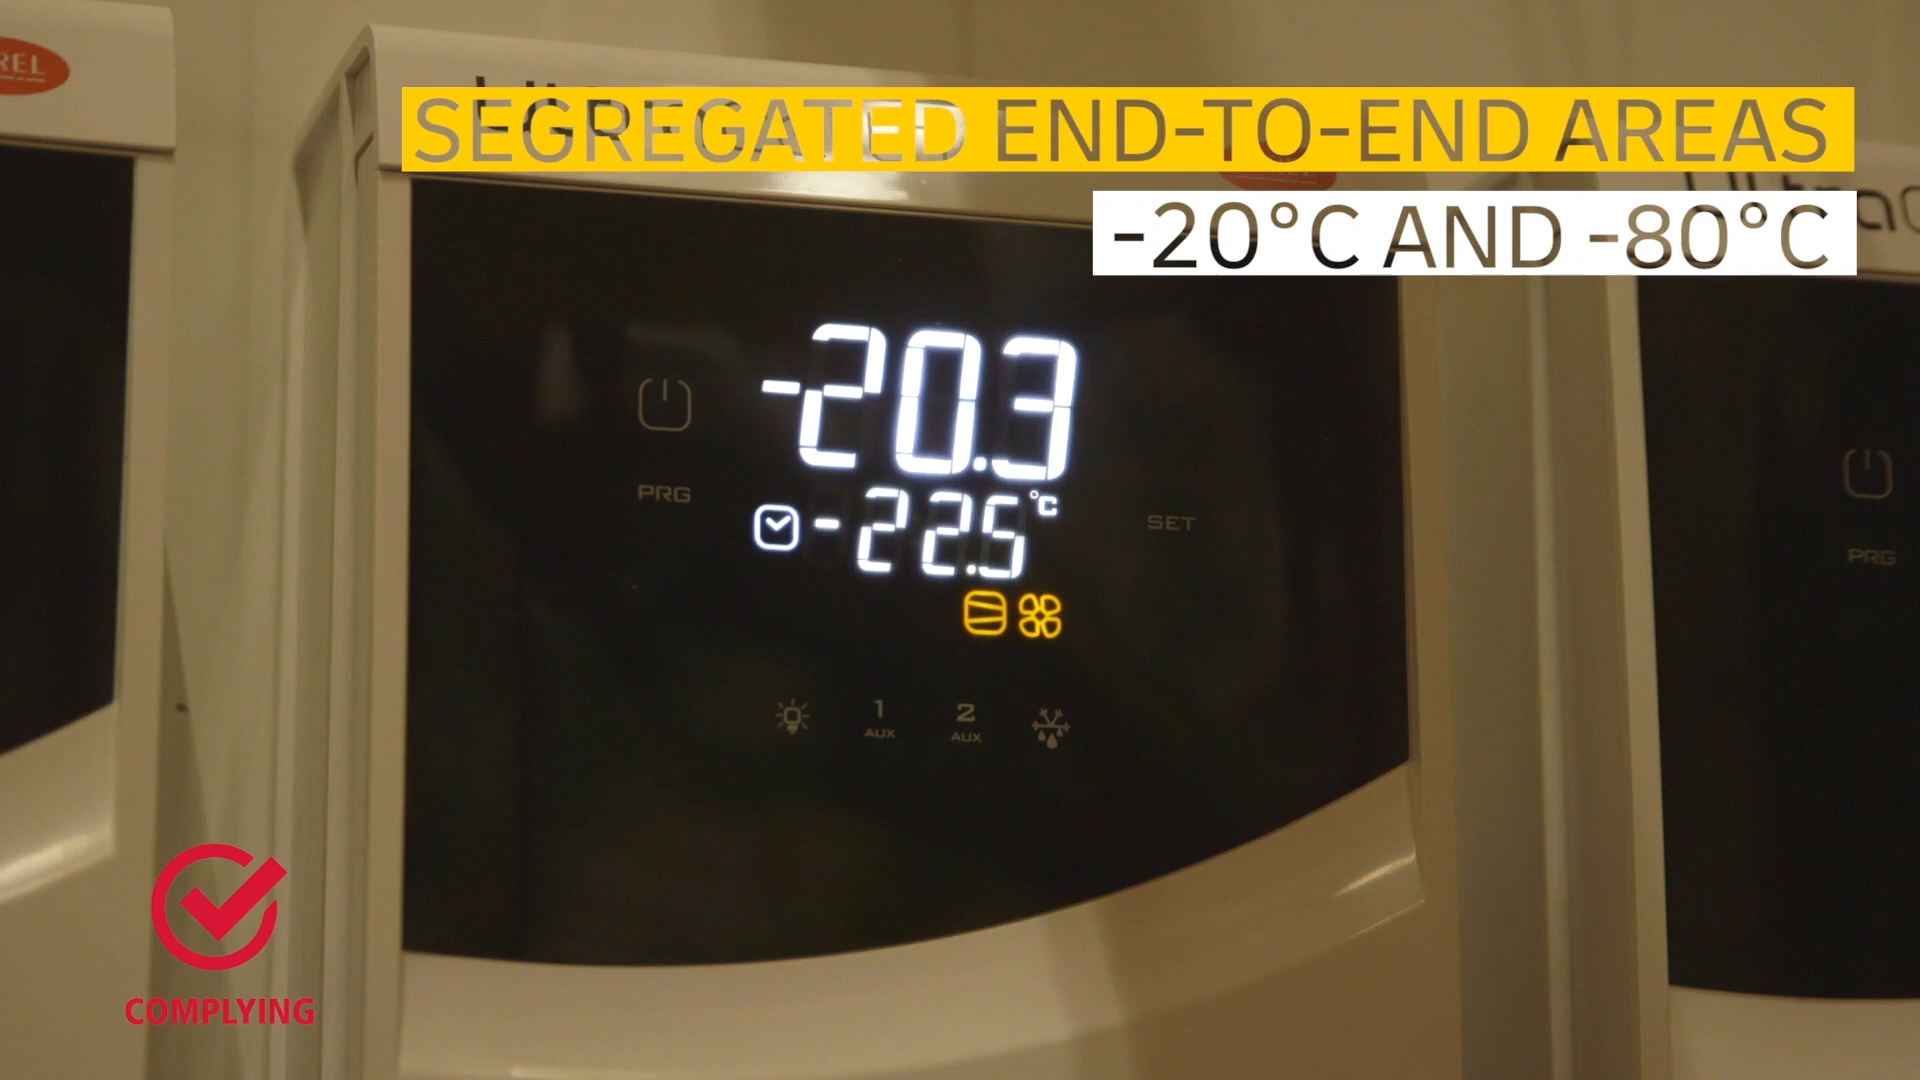 SEGREGATED END-TO-END AREAS
-20°C AND -80°C
-20.3
-22.5 °C
PRG
SET
PRG
1
AUX
2
AUX
COMPLYING